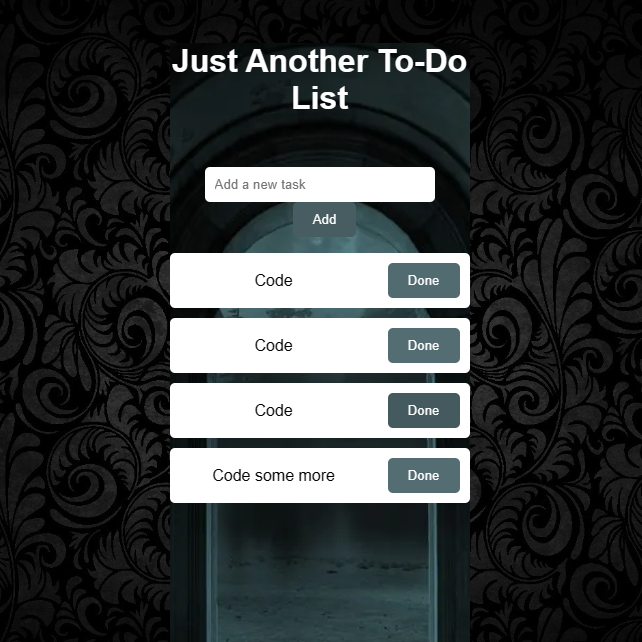 Just Another To-Do
List
Add a new task
Add
Code Done
Code Done
Code Done
Code some more Done